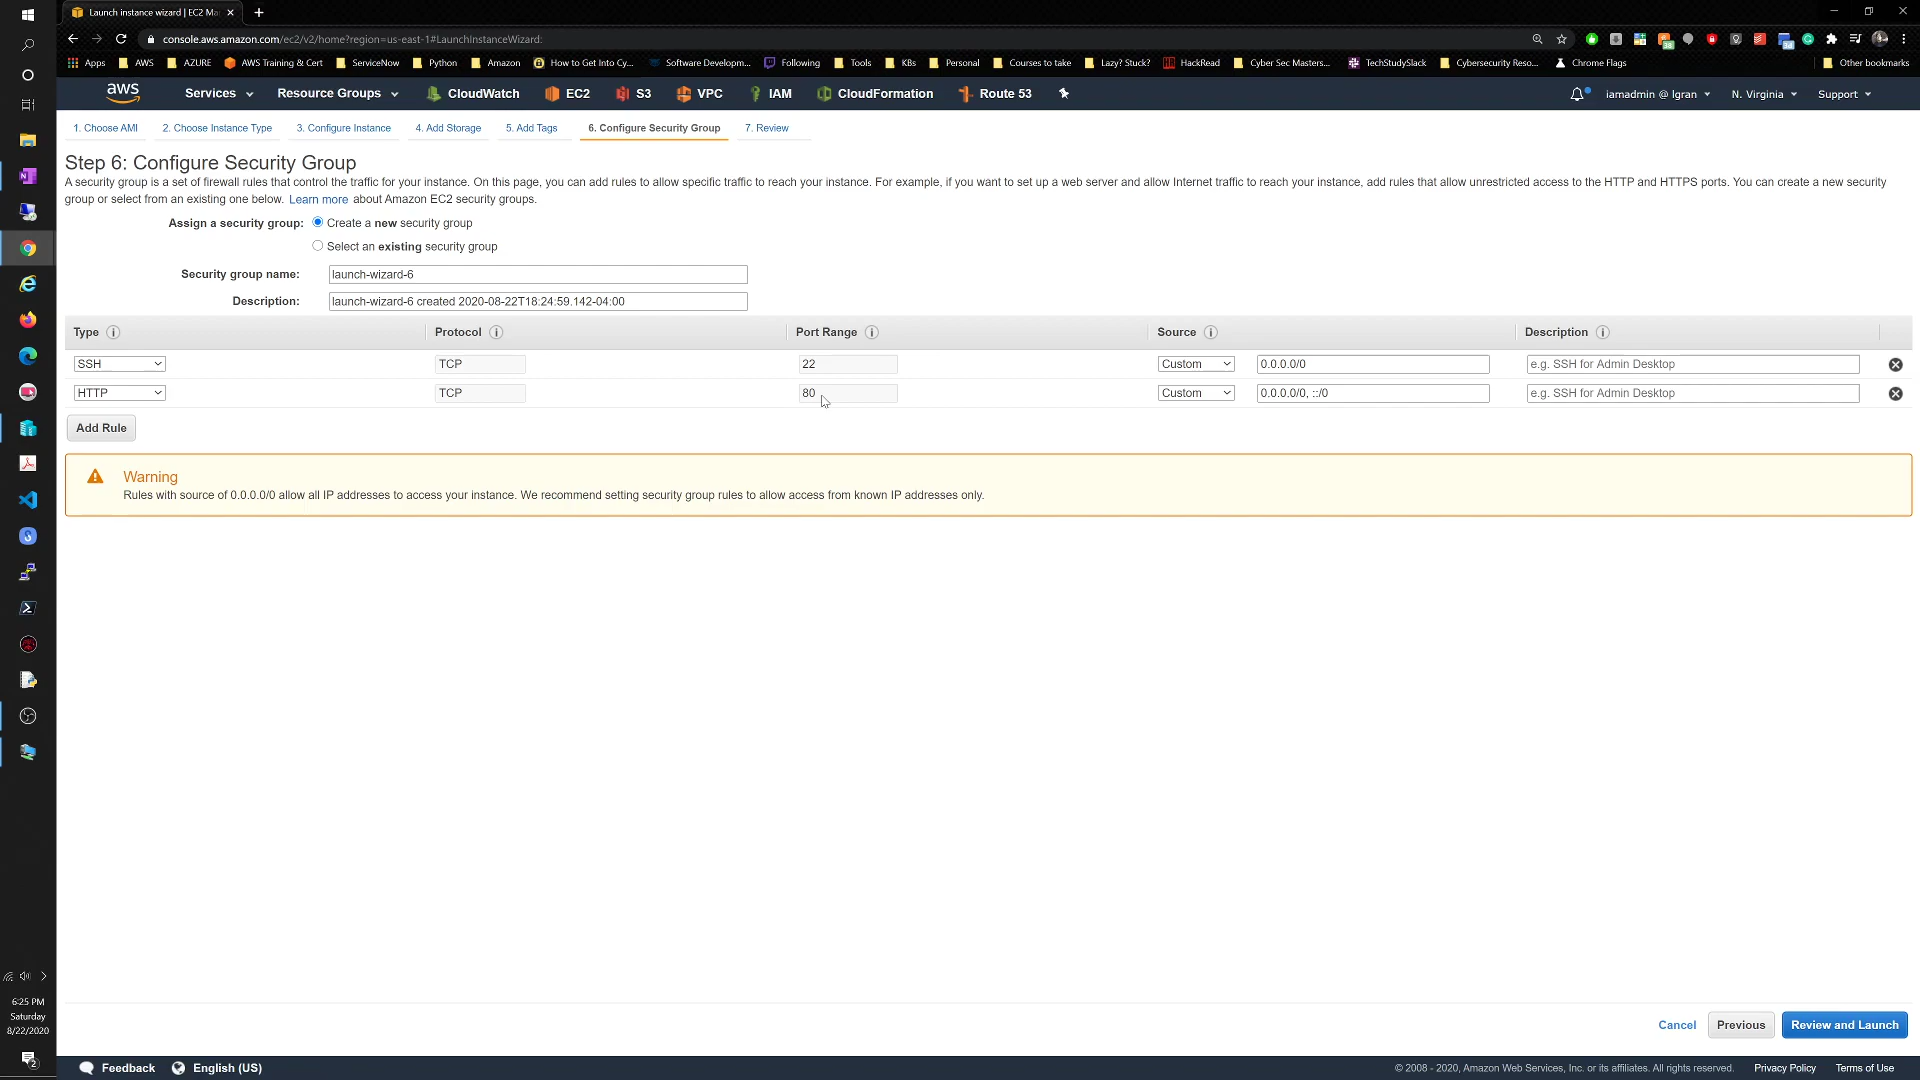 Launch instance wizard | EC2 Ma
console.aws.amazon.com/ec2/v2/home?region=us-east-1#LaunchInstanceWizard:
Apps AWS AZURE AWS Training & Cert ServiceNow Python Amazon How to Get Into Cy... Software Developm... Following Tools KBs Personal Courses to take Lazy? Stuck? HackRead Cyber Sec Masters... TechStudySlack Cybersecurity Reso... Chrome Flags Other bookmarks
aws Services Resource Groups CloudWatch EC2 S3 VPC IAM CloudFormation Route 53 iamadmin @ lgran N. Virginia Support
1. Choose AMI 2. Choose Instance Type 3. Configure Instance 4. Add Storage 5. Add Tags 6. Configure Security Group 7. Review
Step 6: Configure Security Group
A security group is a set of firewall rules that control the traffic for your instance. On this page, you can add rules to allow specific traffic to reach your instance. For example, if you want to set up a web server and allow Internet traffic to reach your instance, add rules that allow unrestricted access to the HTTP and HTTPS ports. You can create a new security
group or select from an existing one below. Learn more about Amazon EC2 security groups.
Assign a security group: Create a new security group
Select an existing security group
Security group name: launch-wizard-6
Description: launch-wizard-6 created 2020-08-22T18:24:59.142-04:00
Type Protocol Port Range Source Description
SSH TCP 22 Custom 0.0.0.0/0 e.g. SSH for Admin Desktop
HTTP TCP 80 Custom 0.0.0.0/0, ::/0 e.g. SSH for Admin Desktop
Add Rule
Warning
Rules with source of 0.0.0.0/0 allow all IP addresses to access your instance. We recommend setting security group rules to allow access from known IP addresses only.
6:25 PM
Saturday
8/22/2020
2
Cancel Previous Review and Launch
Feedback English (US) © 2008 - 2020, Amazon Web Services, Inc. or its affiliates. All rights reserved. Privacy Policy Terms of Use